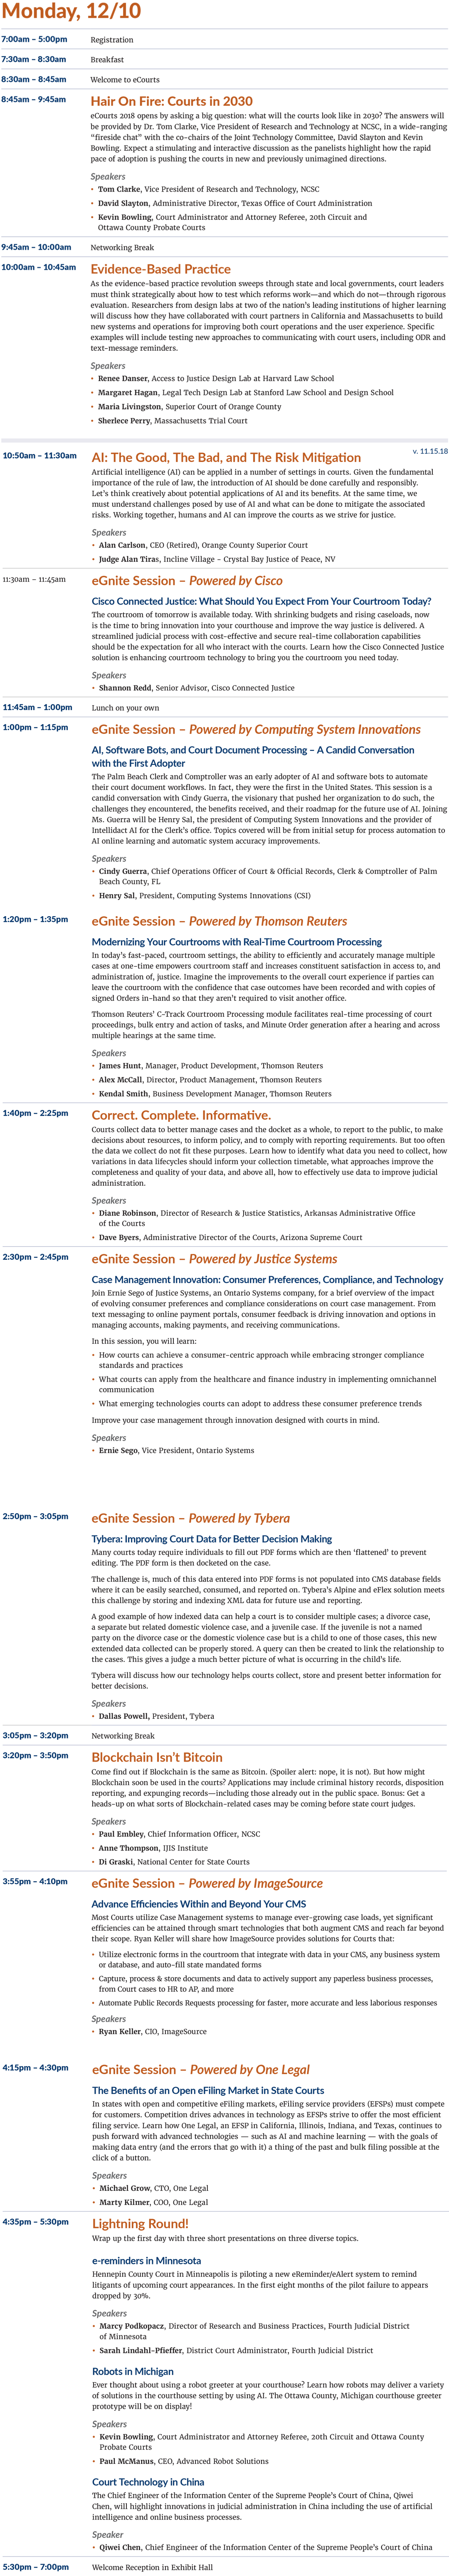 Monday, 12/10
7:00am – 5:00pm Registration
7:30am – 8:30am Breakfast
8:30am – 8:45am Welcome to eCourts
8:45am – 9:45am Hair On Fire: Courts in 2030
eCourts 2018 opens by asking a big question: what will the courts look like in 2030? The answers will
be provided by Dr. Tom Clarke, Vice President of Research and Technology at NCSC, in a wide-ranging
“fireside chat” with the co-chairs of the Joint Technology Committee, David Slayton and Kevin
Bowling. Expect a stimulating and interactive discussion as the panelists highlight how the rapid
pace of adoption is pushing the courts in new and previously unimagined directions.
Speakers
• Tom Clarke, Vice President of Research and Technology, NCSC
• David Slayton, Administrative Director, Texas Office of Court Administration
• Kevin Bowling, Court Administrator and Attorney Referee, 20th Circuit and
Ottawa County Probate Courts
9:45am – 10:00am Networking Break
10:00am – 10:45am Evidence-Based Practice
As the evidence-based practice revolution sweeps through state and local governments, court leaders
must think strategically about how to test which reforms work—and which do not—through rigorous
evaluation. Researchers from design labs at two of the nation’s leading institutions of higher learning
will discuss how they have collaborated with court partners in California and Massachusetts to build
new systems and operations for improving both court operations and the user experience. Specific
examples will include testing new approaches to communicating with court users, including ODR and
text-message reminders.
Speakers
• Renee Danser, Access to Justice Design Lab at Harvard Law School
• Margaret Hagan, Legal Tech Design Lab at Stanford Law School and Design School
• Maria Livingston, Superior Court of Orange County
• Sherlece Perry, Massachusetts Trial Court
v. 11.15.18
10:50am – 11:30am AI: The Good, The Bad, and The Risk Mitigation
Artificial intelligence (AI) can be applied in a number of settings in courts. Given the fundamental
importance of the rule of law, the introduction of AI should be done carefully and responsibly.
Let’s think creatively about potential applications of AI and its benefits. At the same time, we
must understand challenges posed by use of AI and what can be done to mitigate the associated
risks. Working together, humans and AI can improve the courts as we strive for justice.
Speakers
• Alan Carlson, CEO (Retired), Orange County Superior Court
• Judge Alan Tiras, Incline Village - Crystal Bay Justice of Peace, NV
11:30am – 11:45am eGnite Session – Powered by Cisco
Cisco Connected Justice: What Should You Expect From Your Courtroom Today?
The courtroom of tomorrow is available today. With shrinking budgets and rising caseloads, now
is the time to bring innovation into your courthouse and improve the way justice is delivered. A
streamlined judicial process with cost-effective and secure real-time collaboration capabilities
should be the expectation for all who interact with the courts. Learn how the Cisco Connected Justice
solution is enhancing courtroom technology to bring you the courtroom you need today.
Speakers
• Shannon Redd, Senior Advisor, Cisco Connected Justice
11:45am – 1:00pm Lunch on your own
1:00pm – 1:15pm eGnite Session – Powered by Computing System Innovations
AI, Software Bots, and Court Document Processing – A Candid Conversation
with the First Adopter
The Palm Beach Clerk and Comptroller was an early adopter of AI and software bots to automate
their court document workflows. In fact, they were the first in the United States. This session is a
candid conversation with Cindy Guerra, the visionary that pushed her organization to do such, the
challenges they encountered, the benefits received, and their roadmap for the future use of AI. Joining
Ms. Guerra will be Henry Sal, the president of Computing System Innovations and the provider of
Intellidact AI for the Clerk’s office. Topics covered will be from initial setup for process automation to
AI online learning and automatic system accuracy improvements.
Speakers
• Cindy Guerra, Chief Operations Officer of Court & Official Records, Clerk & Comptroller of Palm
Beach County, FL
• Henry Sal, President, Computing Systems Innovations (CSI)
1:20pm – 1:35pm eGnite Session – Powered by Thomson Reuters
Modernizing Your Courtrooms with Real-Time Courtroom Processing
In today’s fast-paced, courtroom settings, the ability to efficiently and accurately manage multiple
cases at one-time empowers courtroom staff and increases constituent satisfaction in access to, and
administration of, justice. Imagine the improvements to the overall court experience if parties can
leave the courtroom with the confidence that case outcomes have been recorded and with copies of
signed Orders in-hand so that they aren’t required to visit another office.
Thomson Reuters’ C-Track Courtroom Processing module facilitates real-time processing of court
proceedings, bulk entry and action of tasks, and Minute Order generation after a hearing and across
multiple hearings at the same time.
Speakers
• James Hunt, Manager, Product Development, Thomson Reuters
• Alex McCall, Director, Product Management, Thomson Reuters
• Kendal Smith, Business Development Manager, Thomson Reuters
1:40pm – 2:25pm Correct. Complete. Informative.
Courts collect data to better manage cases and the docket as a whole, to report to the public, to make
decisions about resources, to inform policy, and to comply with reporting requirements. But too often
the data we collect do not fit these purposes. Learn how to identify what data you need to collect, how
variations in data lifecycles should inform your collection timetable, what approaches improve the
completeness and quality of your data, and above all, how to effectively use data to improve judicial
administration.
Speakers
• Diane Robinson, Director of Research & Justice Statistics, Arkansas Administrative Office
of the Courts
• Dave Byers, Administrative Director of the Courts, Arizona Supreme Court
2:30pm – 2:45pm eGnite Session – Powered by Justice Systems
Case Management Innovation: Consumer Preferences, Compliance, and Technology
Join Ernie Sego of Justice Systems, an Ontario Systems company, for a brief overview of the impact
of evolving consumer preferences and compliance considerations on court case management. From
text messaging to online payment portals, consumer feedback is driving innovation and options in
managing accounts, making payments, and receiving communications.
In this session, you will learn:
• How courts can achieve a consumer-centric approach while embracing stronger compliance
standards and practices
• What courts can apply from the healthcare and finance industry in implementing omnichannel
communication
• What emerging technologies courts can adopt to address these consumer preference trends
Improve your case management through innovation designed with courts in mind.
Speakers
• Ernie Sego, Vice President, Ontario Systems
2:50pm – 3:05pm eGnite Session – Powered by Tybera
Tybera: Improving Court Data for Better Decision Making
Many courts today require individuals to fill out PDF forms which are then ‘flattened’ to prevent
editing. The PDF form is then docketed on the case.
The challenge is, much of this data entered into PDF forms is not populated into CMS database fields
where it can be easily searched, consumed, and reported on. Tybera’s Alpine and eFlex solution meets
this challenge by storing and indexing XML data for future use and reporting.
A good example of how indexed data can help a court is to consider multiple cases; a divorce case,
a separate but related domestic violence case, and a juvenile case. If the juvenile is not a named
party on the divorce case or the domestic violence case but is a child to one of those cases, this new
extended data collected can be properly stored. A query can then be created to link the relationship to
the cases. This gives a judge a much better picture of what is occurring in the child’s life.
Tybera will discuss how our technology helps courts collect, store and present better information for
better decisions.
Speakers
• Dallas Powell, President, Tybera
3:05pm – 3:20pm Networking Break
3:20pm – 3:50pm Blockchain Isn’t Bitcoin
Come find out if Blockchain is the same as Bitcoin. (Spoiler alert: nope, it is not). But how might
Blockchain soon be used in the courts? Applications may include criminal history records, disposition
reporting, and expunging records—including those already out in the public space. Bonus: Get a
heads-up on what sorts of Blockchain-related cases may be coming before state court judges.
Speakers
• Paul Embley, Chief Information Officer, NCSC
• Anne Thompson, IJIS Institute
• Di Graski, National Center for State Courts
3:55pm – 4:10pm eGnite Session – Powered by ImageSource
Advance Efficiencies Within and Beyond Your CMS
Most Courts utilize Case Management systems to manage ever-growing case loads, yet significant
efficiencies can be attained through smart technologies that both augment CMS and reach far beyond
their scope. Ryan Keller will share how ImageSource provides solutions for Courts that:
• Utilize electronic forms in the courtroom that integrate with data in your CMS, any business system
or database, and auto-fill state mandated forms
• Capture, process & store documents and data to actively support any paperless business processes,
from Court cases to HR to AP, and more
• Automate Public Records Requests processing for faster, more accurate and less laborious responses
Speakers
• Ryan Keller, CIO, ImageSource
4:15pm – 4:30pm eGnite Session – Powered by One Legal
The Benefits of an Open eFiling Market in State Courts
In states with open and competitive eFiling markets, eFiling service providers (EFSPs) must compete
for customers. Competition drives advances in technology as EFSPs strive to offer the most efficient
filing service. Learn how One Legal, an EFSP in California, Illinois, Indiana, and Texas, continues to
push forward with advanced technologies — such as AI and machine learning — with the goals of
making data entry (and the errors that go with it) a thing of the past and bulk filing possible at the
click of a button.
Speakers
• Michael Grow, CTO, One Legal
• Marty Kilmer, COO, One Legal
4:35pm – 5:30pm Lightning Round!
Wrap up the first day with three short presentations on three diverse topics.
e-reminders in Minnesota
Hennepin County Court in Minneapolis is piloting a new eReminder/eAlert system to remind
litigants of upcoming court appearances. In the first eight months of the pilot failure to appears
dropped by 30%.
Speakers
• Marcy Podkopacz, Director of Research and Business Practices, Fourth Judicial District
of Minnesota
• Sarah Lindahl-Pfieffer, District Court Administrator, Fourth Judicial District
Robots in Michigan
Ever thought about using a robot greeter at your courthouse? Learn how robots may deliver a variety
of solutions in the courthouse setting by using AI. The Ottawa County, Michigan courthouse greeter
prototype will be on display!
Speakers
• Kevin Bowling, Court Administrator and Attorney Referee, 20th Circuit and Ottawa County
Probate Courts
• Paul McManus, CEO, Advanced Robot Solutions
Court Technology in China
The Chief Engineer of the Information Center of the Supreme People’s Court of China, Qiwei
Chen, will highlight innovations in judicial administration in China including the use of artificial
intelligence and online business processes.
Speaker
• Qiwei Chen, Chief Engineer of the Information Center of the Supreme People’s Court of China
5:30pm – 7:00pm Welcome Reception in Exhibit Hall